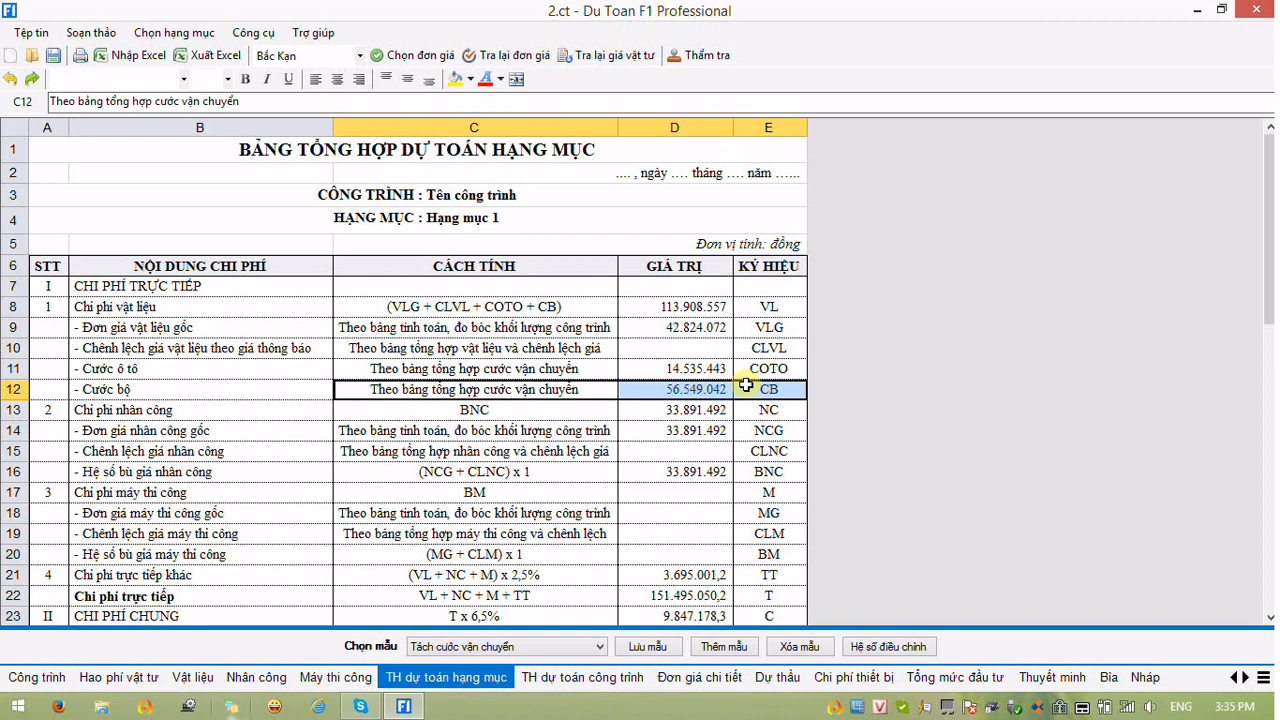 2.ct - Du Toan F1 Professional
Tệp tin Soạn thảo Chọn hạng mục Công cụ Trợ giúp
Nhập Excel Xuất Excel Bắc Kạn Chọn đơn giá Tra lại đơn giá Tra lại giá vật tư Thẩm tra
B I U
C12 Theo bảng tổng hợp cước vận chuyển
A B C D E
1 BẢNG TỔNG HỢP DỰ TOÁN HẠNG MỤC
2 .... , ngày .... tháng .... năm ......
3 CÔNG TRÌNH : Tên công trình
4 HẠNG MỤC : Hạng mục 1
5 Đơn vị tính: đồng
6 STT NỘI DUNG CHI PHÍ CÁCH TÍNH GIÁ TRỊ KÝ HIỆU
7 I CHI PHÍ TRỰC TIẾP
8 1 Chi phí vật liệu (VLG + CLVL + COTO + CB) 113.908.557 VL
9 - Đơn giá vật liệu gốc Theo bảng tính toán, đo bóc khối lượng công trình 42.824.072 VLG
10 - Chênh lệch giá vật liệu theo giá thông báo Theo bảng tổng hợp vật liệu và chênh lệch giá CLVL
11 - Cước ô tô Theo bảng tổng hợp cước vận chuyển 14.535.443 COTO
12 - Cước bộ Theo bảng tổng hợp cước vận chuyển 56.549.042 CB
13 2 Chi phí nhân công BNC 33.891.492 NC
14 - Đơn giá nhân công gốc Theo bảng tính toán, đo bóc khối lượng công trình 33.891.492 NCG
15 - Chênh lệch giá nhân công Theo bảng tổng hợp nhân công và chênh lệch giá CLNC
16 - Hệ số bù giá nhân công (NCG + CLNC) x 1 33.891.492 BNC
17 3 Chi phí máy thi công BM M
18 - Đơn giá máy thi công gốc Theo bảng tính toán, đo bóc khối lượng công trình MG
19 - Chênh lệch giá máy thi công Theo bảng tổng hợp máy thi công và chênh lệch CLM
20 - Hệ số bù giá máy thi công (MG + CLM) x 1 BM
21 4 Chi phí trực tiếp khác (VL + NC + M) x 2,5% 3.695.001,2 TT
22 Chi phí trực tiếp VL + NC + M + TT 151.495.050,2 T
23 II CHI PHÍ CHUNG T x 6,5% 9.847.178,3 C
Chọn mẫu Tách cước vận chuyển Lưu mẫu Thêm mẫu Xóa mẫu Hệ số điều chỉnh
Công trình Hao phí vật tư Vật liệu Nhân công Máy thi công TH dự toán hạng mục TH dự toán công trình Đơn giá chi tiết Dự thầu Chi phí thiết bị Tổng mức đầu tư Thuyết minh Bìa Nháp
ENG 3:35 PM